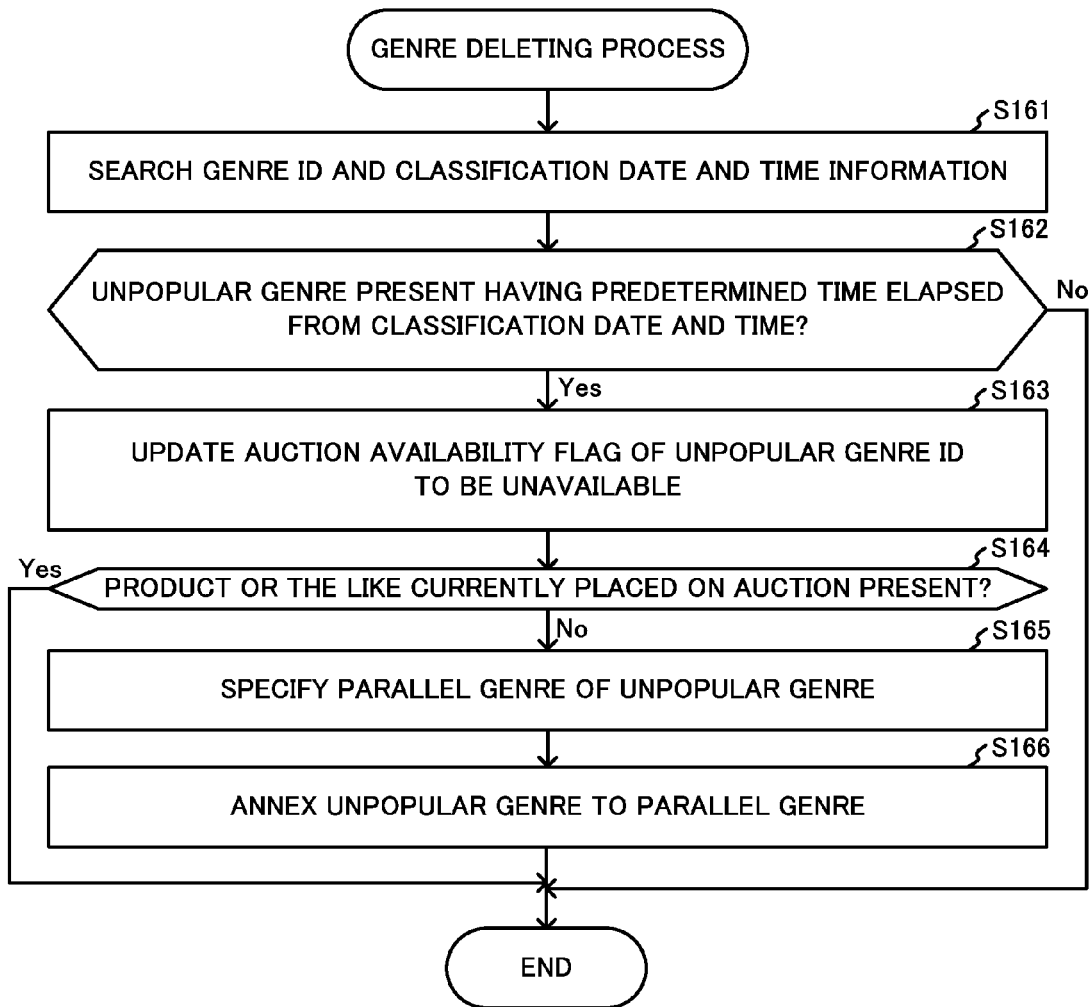 GENRE DELETING PROCESS
S161
SEARCH GENRE ID AND CLASSIFICATION DATE AND TIME INFORMATION
S162
UNPOPULAR GENRE PRESENT HAVING PREDETERMINED TIME ELAPSED
FROM CLASSIFICATION DATE AND TIME?
No
Yes
S163
UPDATE AUCTION AVAILABILITY FLAG OF UNPOPULAR GENRE ID
TO BE UNAVAILABLE
S164
Yes
PRODUCT OR THE LIKE CURRENTLY PLACED ON AUCTION PRESENT?
No
S165
SPECIFY PARALLEL GENRE OF UNPOPULAR GENRE
S166
ANNEX UNPOPULAR GENRE TO PARALLEL GENRE
END